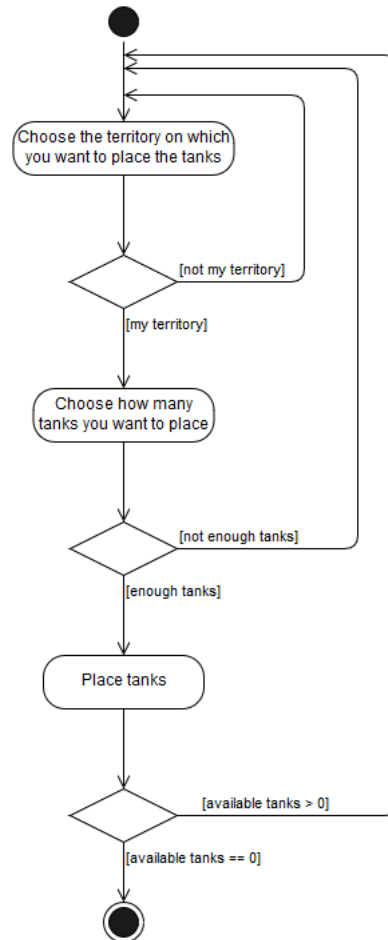 Choose the territory on which
you want to place the tanks
[not my territory]
[my territory]
Choose how many
tanks you want to place
[not enough tanks]
[enough tanks]
Place tanks
[available tanks > 0]
[available tanks == 0]